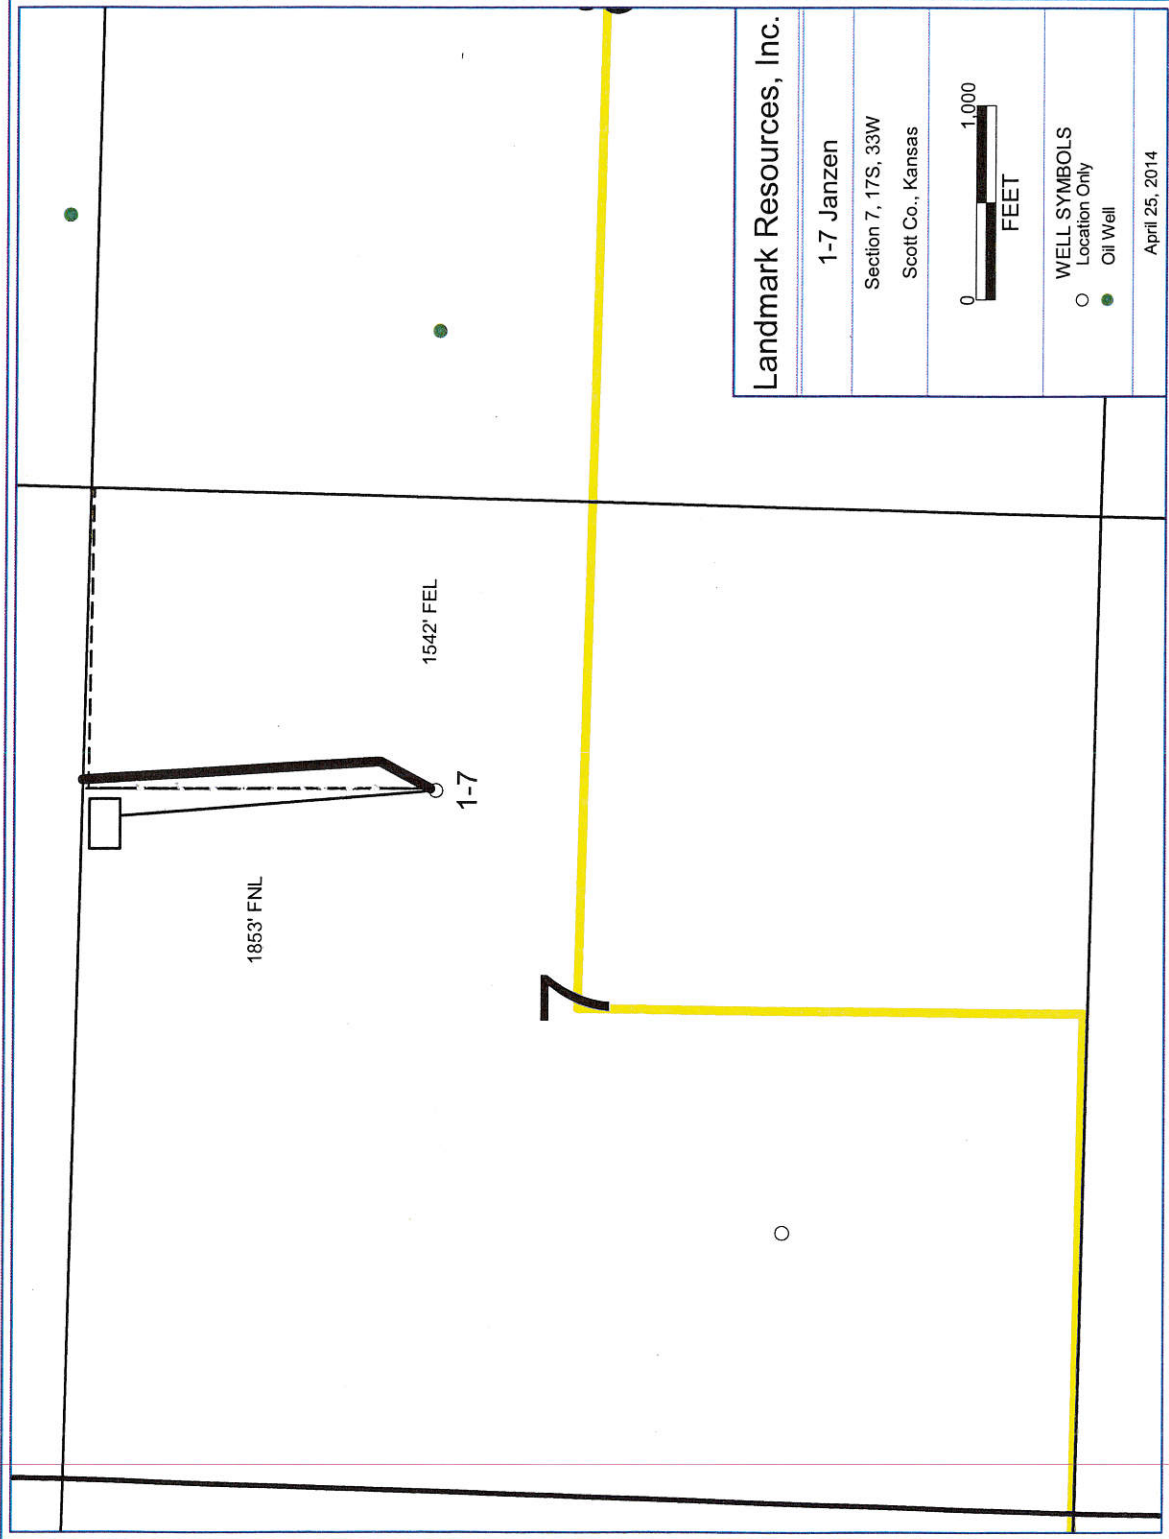 1853' FNL
1542' FEL
1-7
7
Landmark Resources, Inc.
1-7 Janzen
Section 7, 17S, 33W
Scott Co., Kansas
0 1,000
FEET
WELL SYMBOLS
Location Only
Oil Well
April 25, 2014